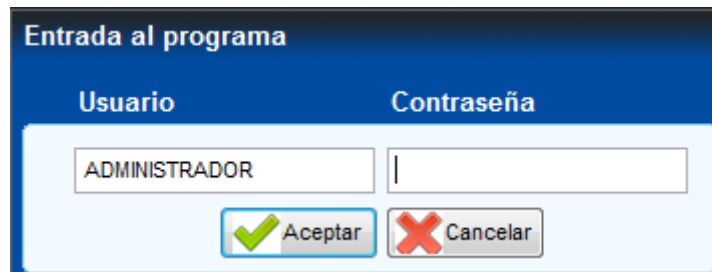 Entrada al programa
Usuario Contraseña
ADMINISTRADOR
Aceptar Cancelar